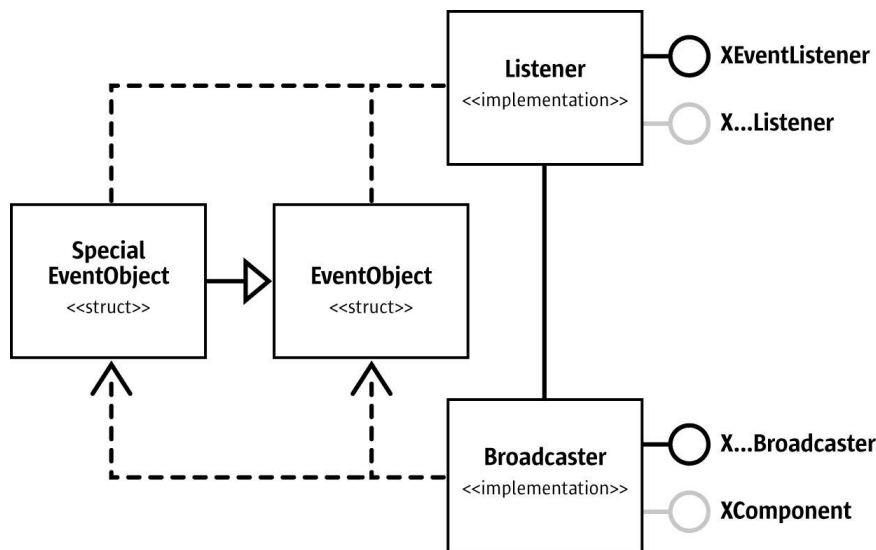 Listener
<<implementation>>
XEventListener
X...Listener
Special
EventObject
<<struct>>
EventObject
<<struct>>
Broadcaster
<<implementation>>
X...Broadcaster
XComponent